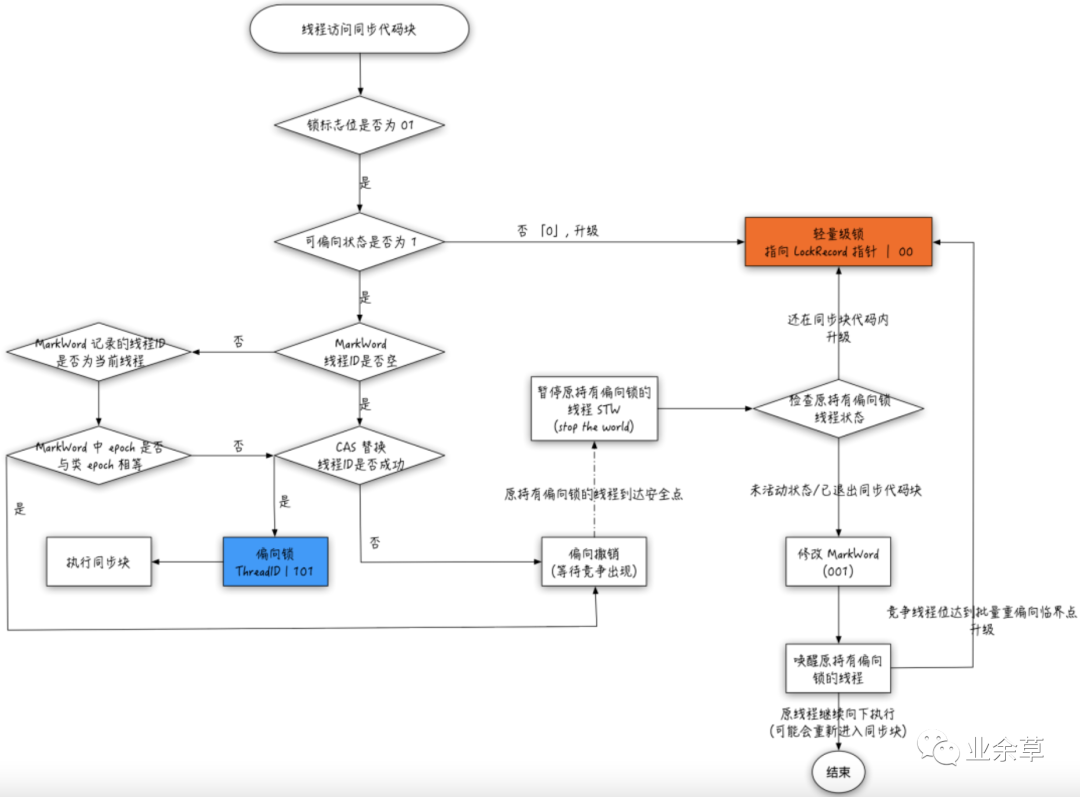 线程访问同步代码块
锁标志位是否为 01
是
可偏向状态是否为 1
否「0」, 升级
轻量级锁
指向 LockRecord 指针 | 00
是
MarkWord 记录的线程ID
是否为当前线程
否
MarkWord
线程ID是否空
还在同步块代码内
升级
是
暂停原持有偏向锁的
线程 STW
(stop the world)
检查原持有偏向锁
线程状态
MarkWord 中 epoch 是否
与类 epoch 相等
否
CAS 替换
线程ID是否成功
原持有偏向锁的线程到达安全点
未活动状态/已退出同步代码块
是
是
否
执行同步块
偏向锁
ThreadID | 101
偏向撤销
(等待竞争出现)
修改 MarkWord
(001)
竞争线程位达到批量重偏向临界点
升级
唤醒原持有偏向
锁的线程
原线程继续向下执行
(可能会重新进入同步块)
结束
业余草